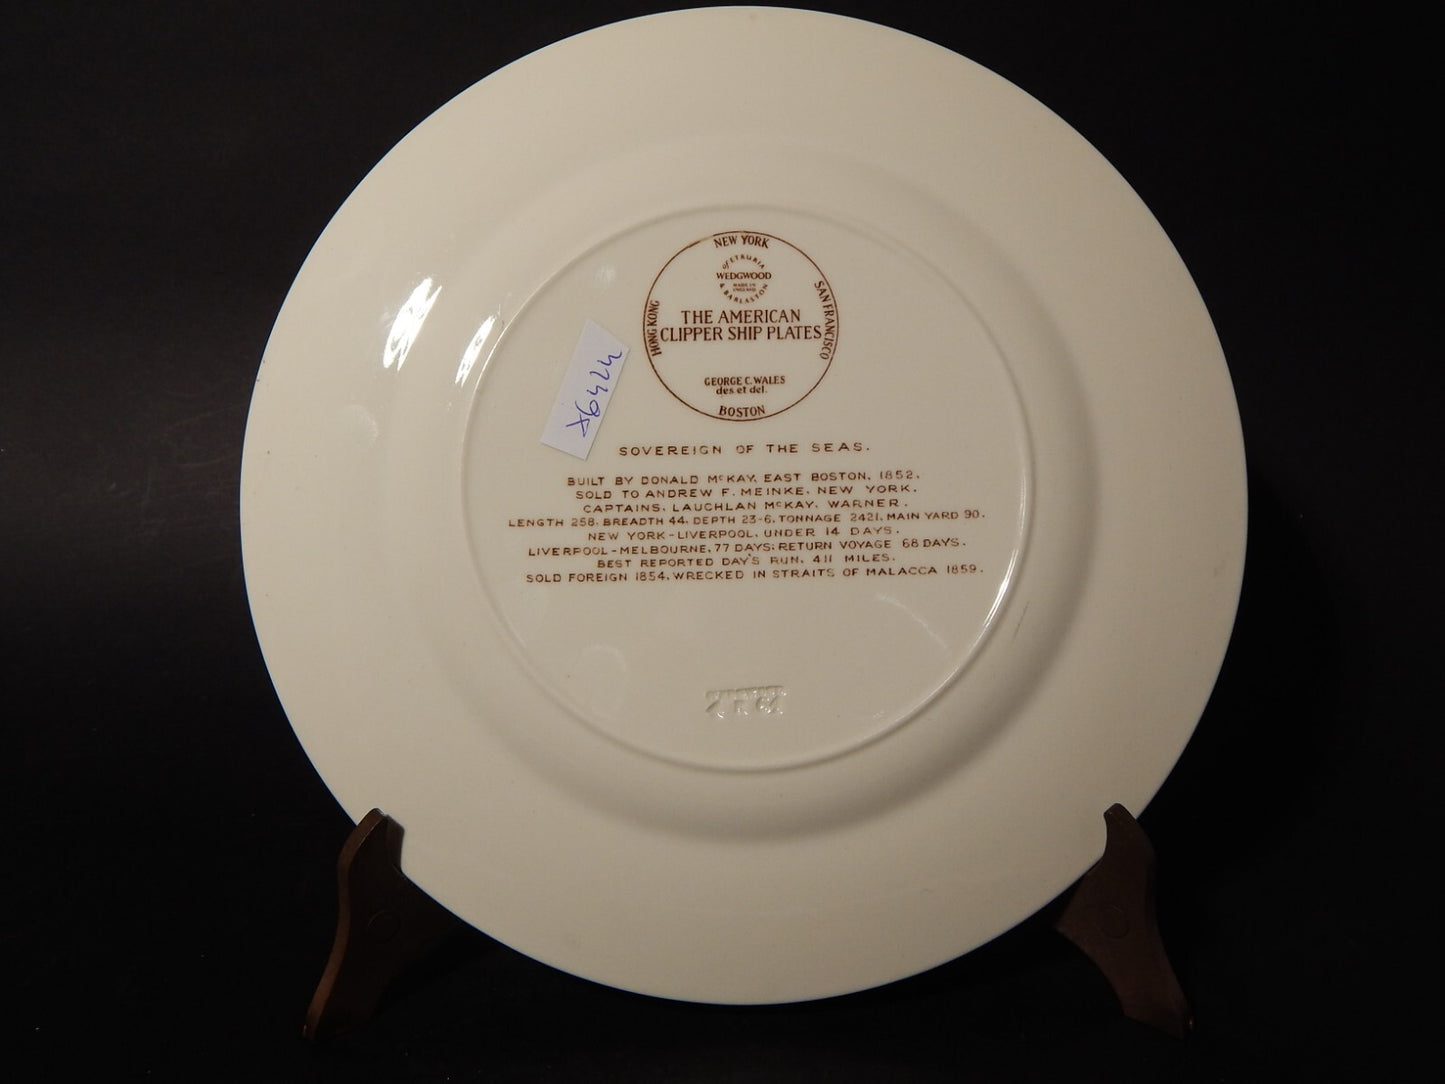 NEW YORK
OF ETRURIA
WEDGWOOD
MADE IN
ENGLAND
& BARLASTON
HONG KONG
SAN FRANCISCO
THE AMERICAN
CLIPPER SHIP PLATES
GEORGE C. WALES
des. et del.
BOSTON
X6424
SOVEREIGN OF THE SEAS.
BUILT BY DONALD McKAY, EAST BOSTON, 1852.
SOLD TO ANDREW F. MEINKE, NEW YORK.
CAPTAINS, LAUCHLAN McKAY, WARNER.
LENGTH 258, BREADTH 44, DEPTH 23-6, TONNAGE 2421, MAIN YARD 90.
NEW YORK-LIVERPOOL, UNDER 14 DAYS.
LIVERPOOL-MELBOURNE, 77 DAYS; RETURN VOYAGE 68 DAYS.
BEST REPORTED DAY'S RUN, 411 MILES.
SOLD FOREIGN 1854, WRECKED IN STRAITS OF MALACCA 1859.